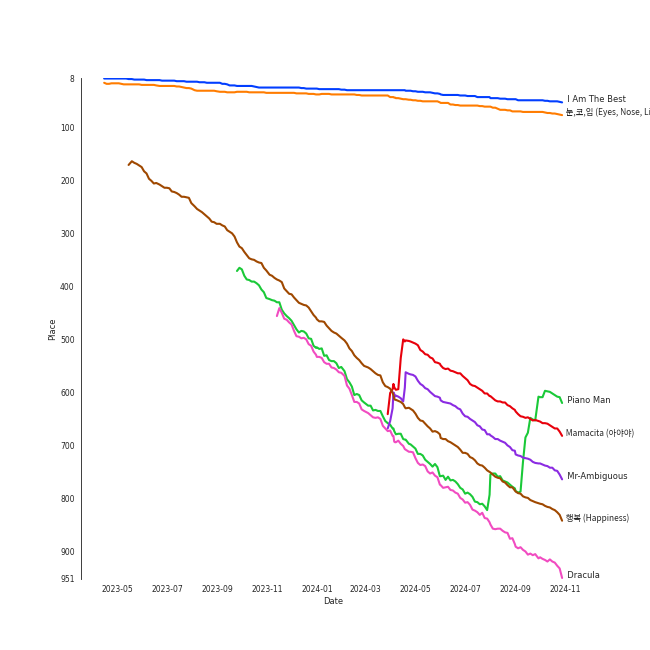 8
100
200
300
400
500
600
700
800
900
951
Place
2023-05
2023-07
2023-09
2023-11
2024-01
2024-03
2024-05
2024-07
2024-09
2024-11
Date
I Am The Best
눈,코,입 (Eyes, Nose, Li
Piano Man
Mamacita (아야야)
Mr-Ambiguous
행복 (Happiness)
Dracula